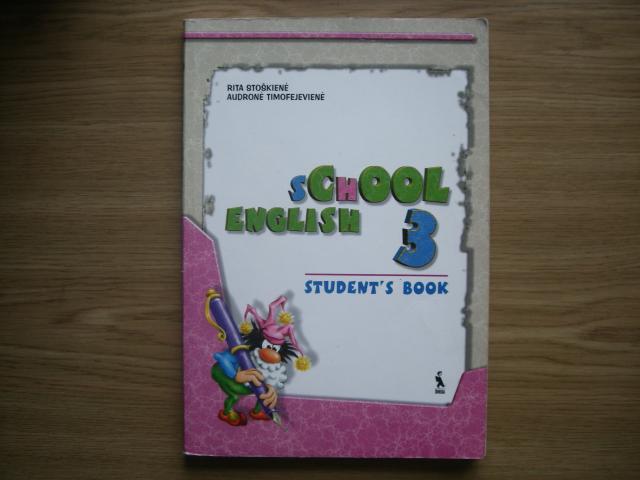 RITA STOŠKIENĖ
AUDRONĖ TIMOFEJEVIENĖ
SCHOOL
ENGLISH 3
STUDENT'S BOOK